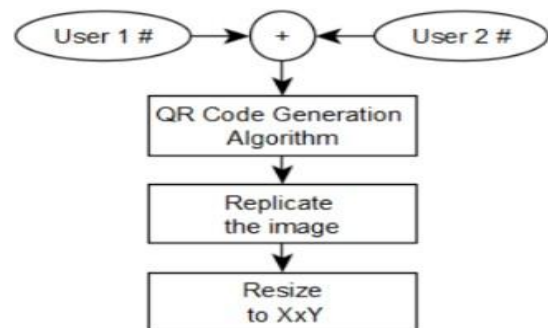 User 1 # + User 2 #
QR Code Generation
Algorithm
Replicate
the image
Resize
to XxY